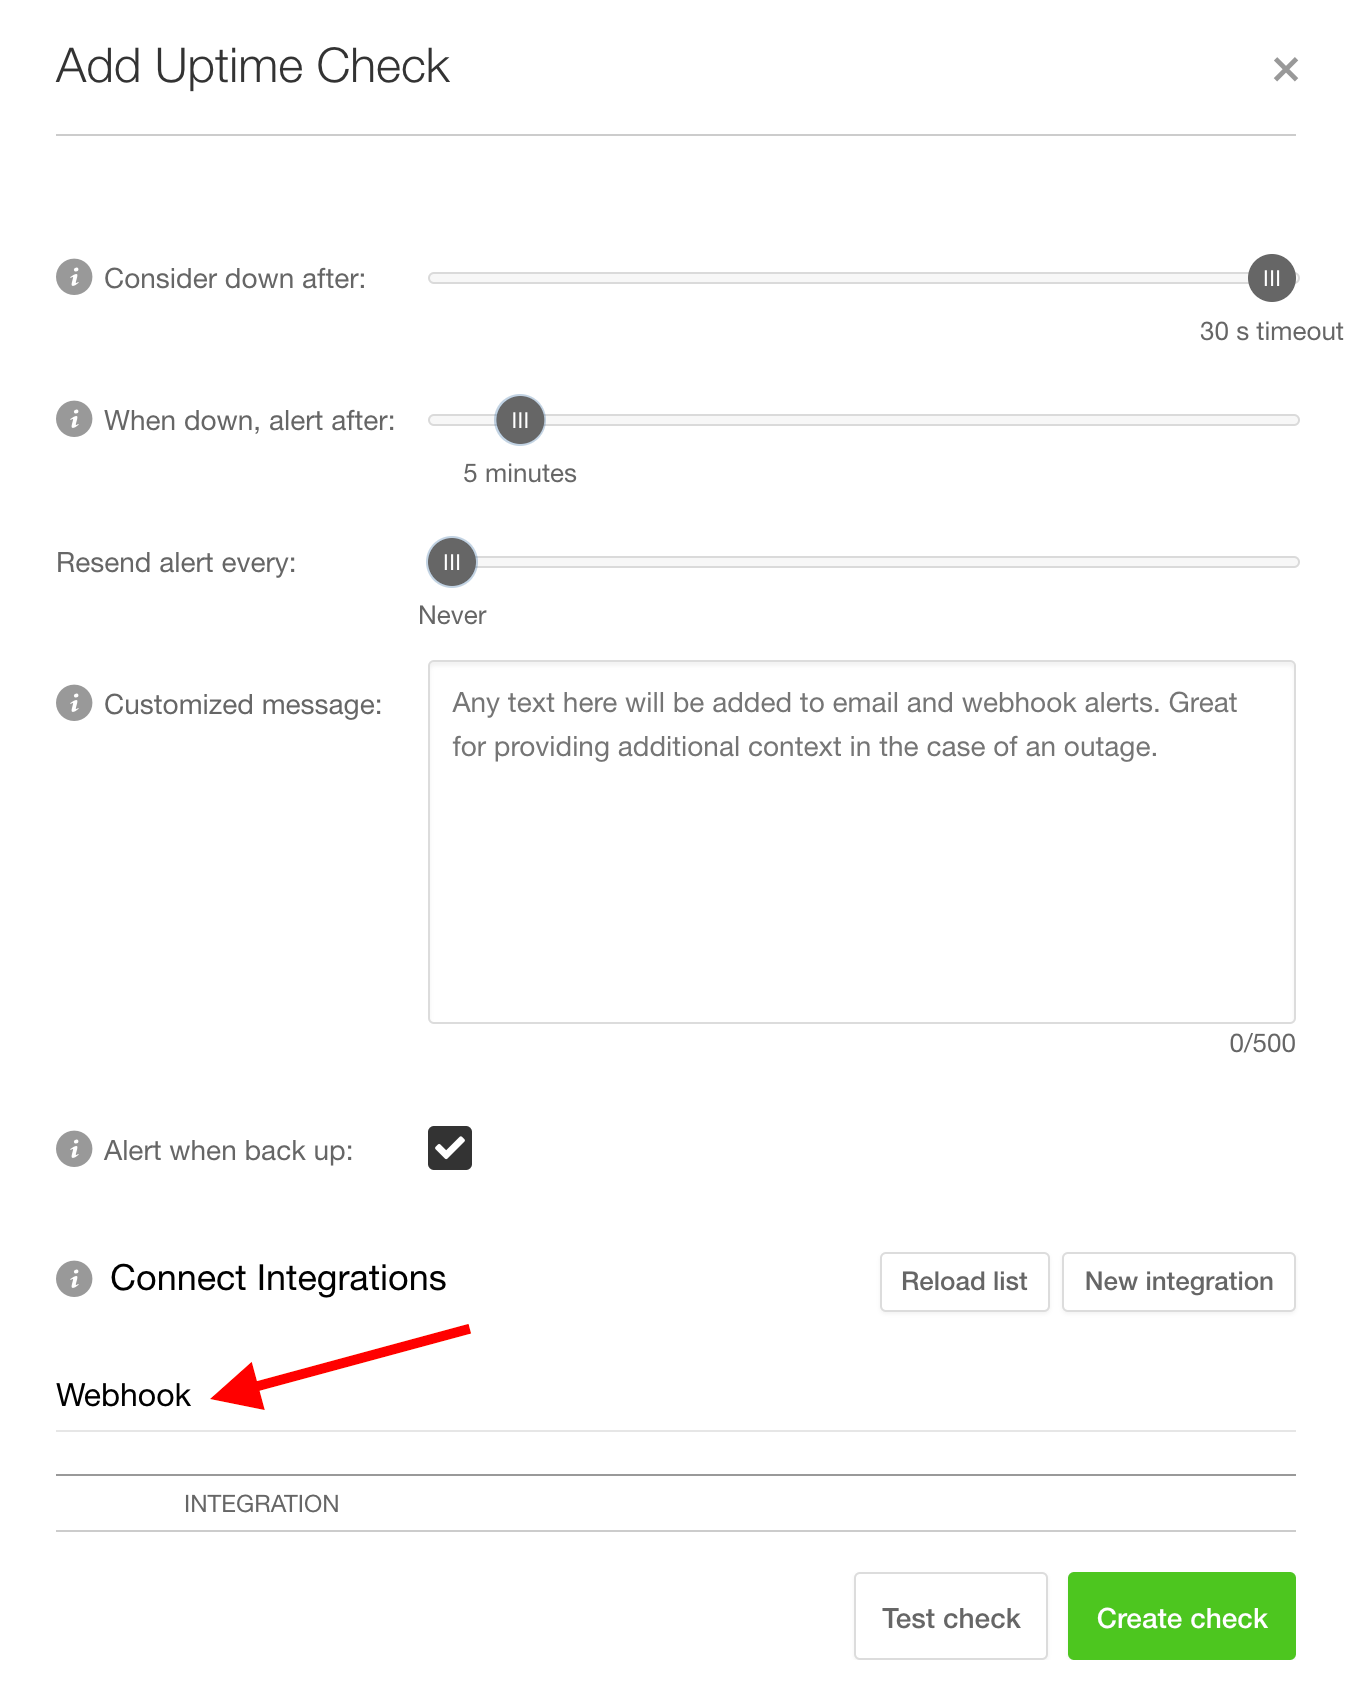 Add Uptime Check
Consider down after:
30 s timeout
When down, alert after:
5 minutes
Resend alert every:
Never
Customized message:
Any text here will be added to email and webhook alerts. Great
for providing additional context in the case of an outage.
0/500
Alert when back up:
Connect Integrations
Reload list
New integration
Webhook
INTEGRATION
Test check
Create check